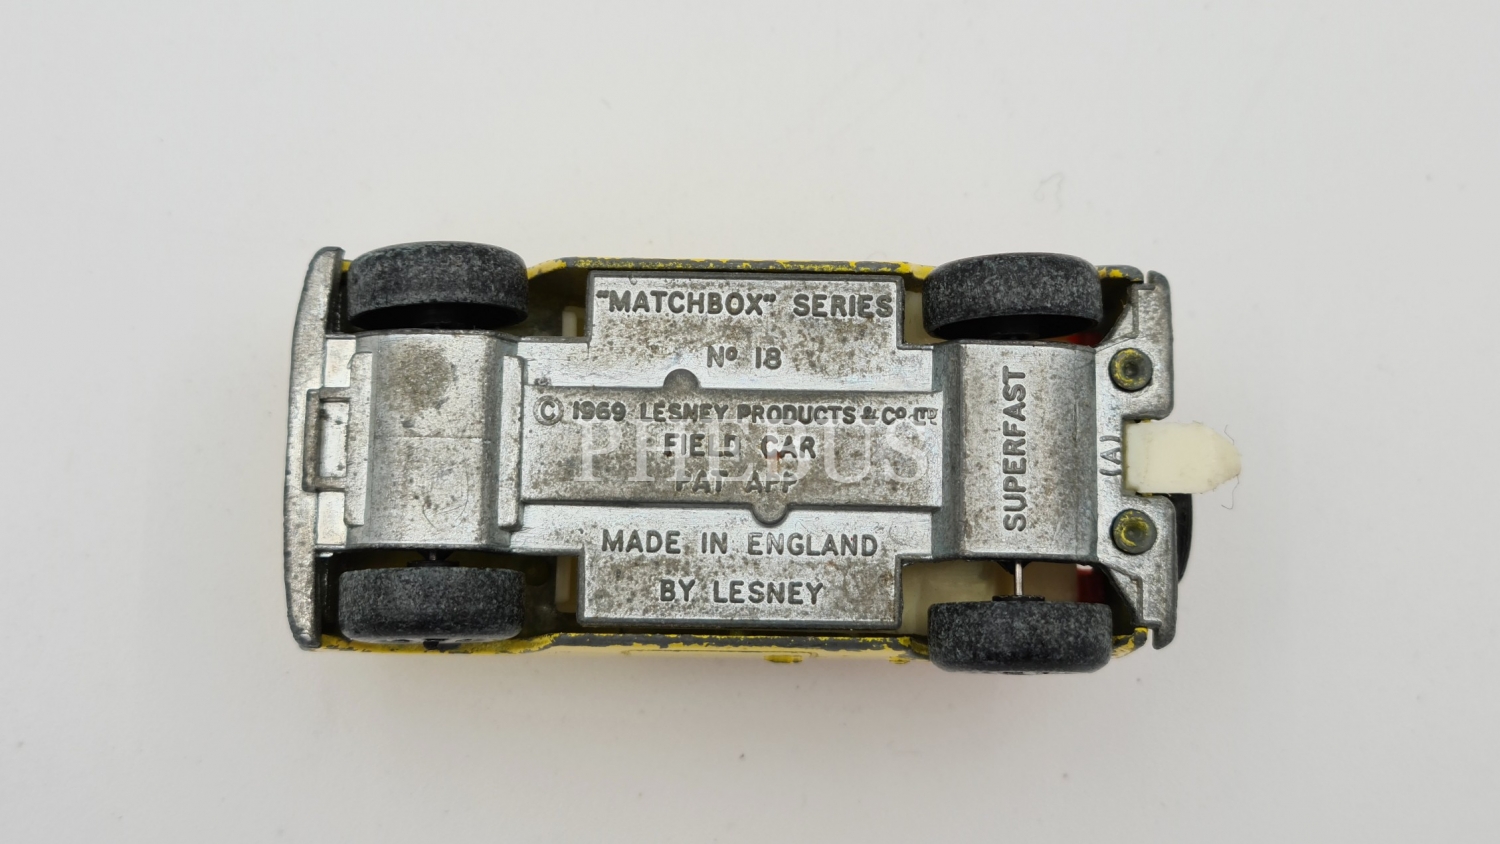 "MATCHBOX" SERIES
Nº 18
© 1969 LESNEY PRODUCTS & Cº LTD
FIELD CAR
PAT APP
MADE IN ENGLAND
BY LESNEY
SUPERFAST
(A)
PHEBUS